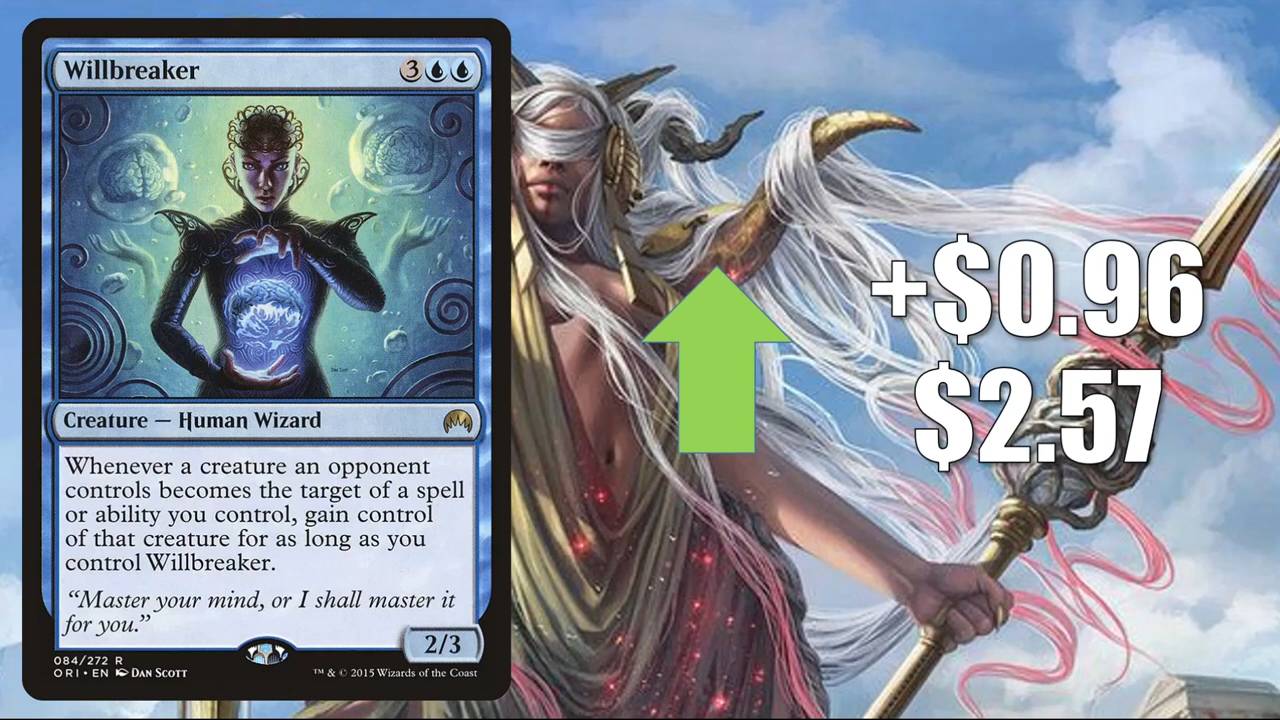 Willbreaker 3
Creature — Human Wizard
Whenever a creature an opponent
controls becomes the target of a spell
or ability you control, gain control
of that creature for as long as you
control Willbreaker.
“Master your mind, or I shall master it
for you.”
2/3
084/272 R
ORI • EN DAN SCOTT
™ & © 2015 Wizards of the Coast
+$0.96
$2.57